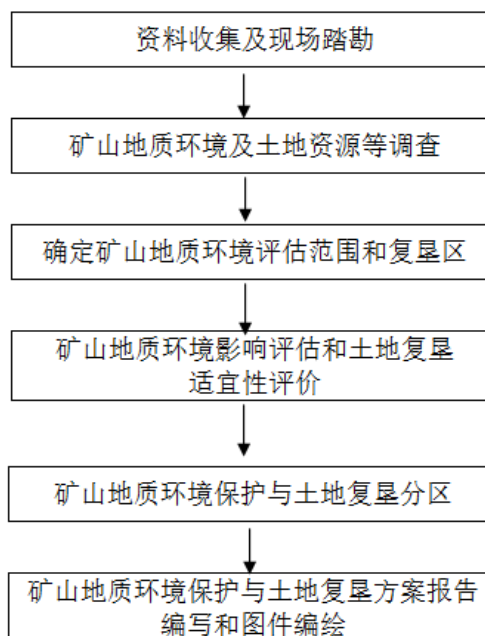 资料收集及现场踏勘
矿山地质环境及土地资源等调查
确定矿山地质环境评估范围和复垦区
矿山地质环境影响评估和土地复垦
适宜性评价
矿山地质环境保护与土地复垦分区
矿山地质环境保护与土地复垦方案报告
编写和图件编绘